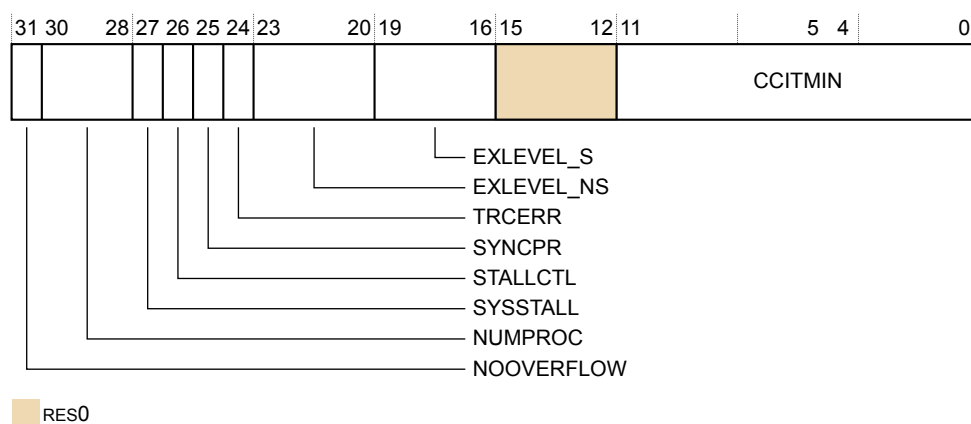 31 30 28 27 26 25 24 23 20 19 16 15 12 11 5 4 0
CCITMIN
EXLEVEL_S
EXLEVEL_NS
TRCERR
SYNCPR
STALLCTL
SYSSTALL
NUMPROC
NOOVERFLOW
RES0